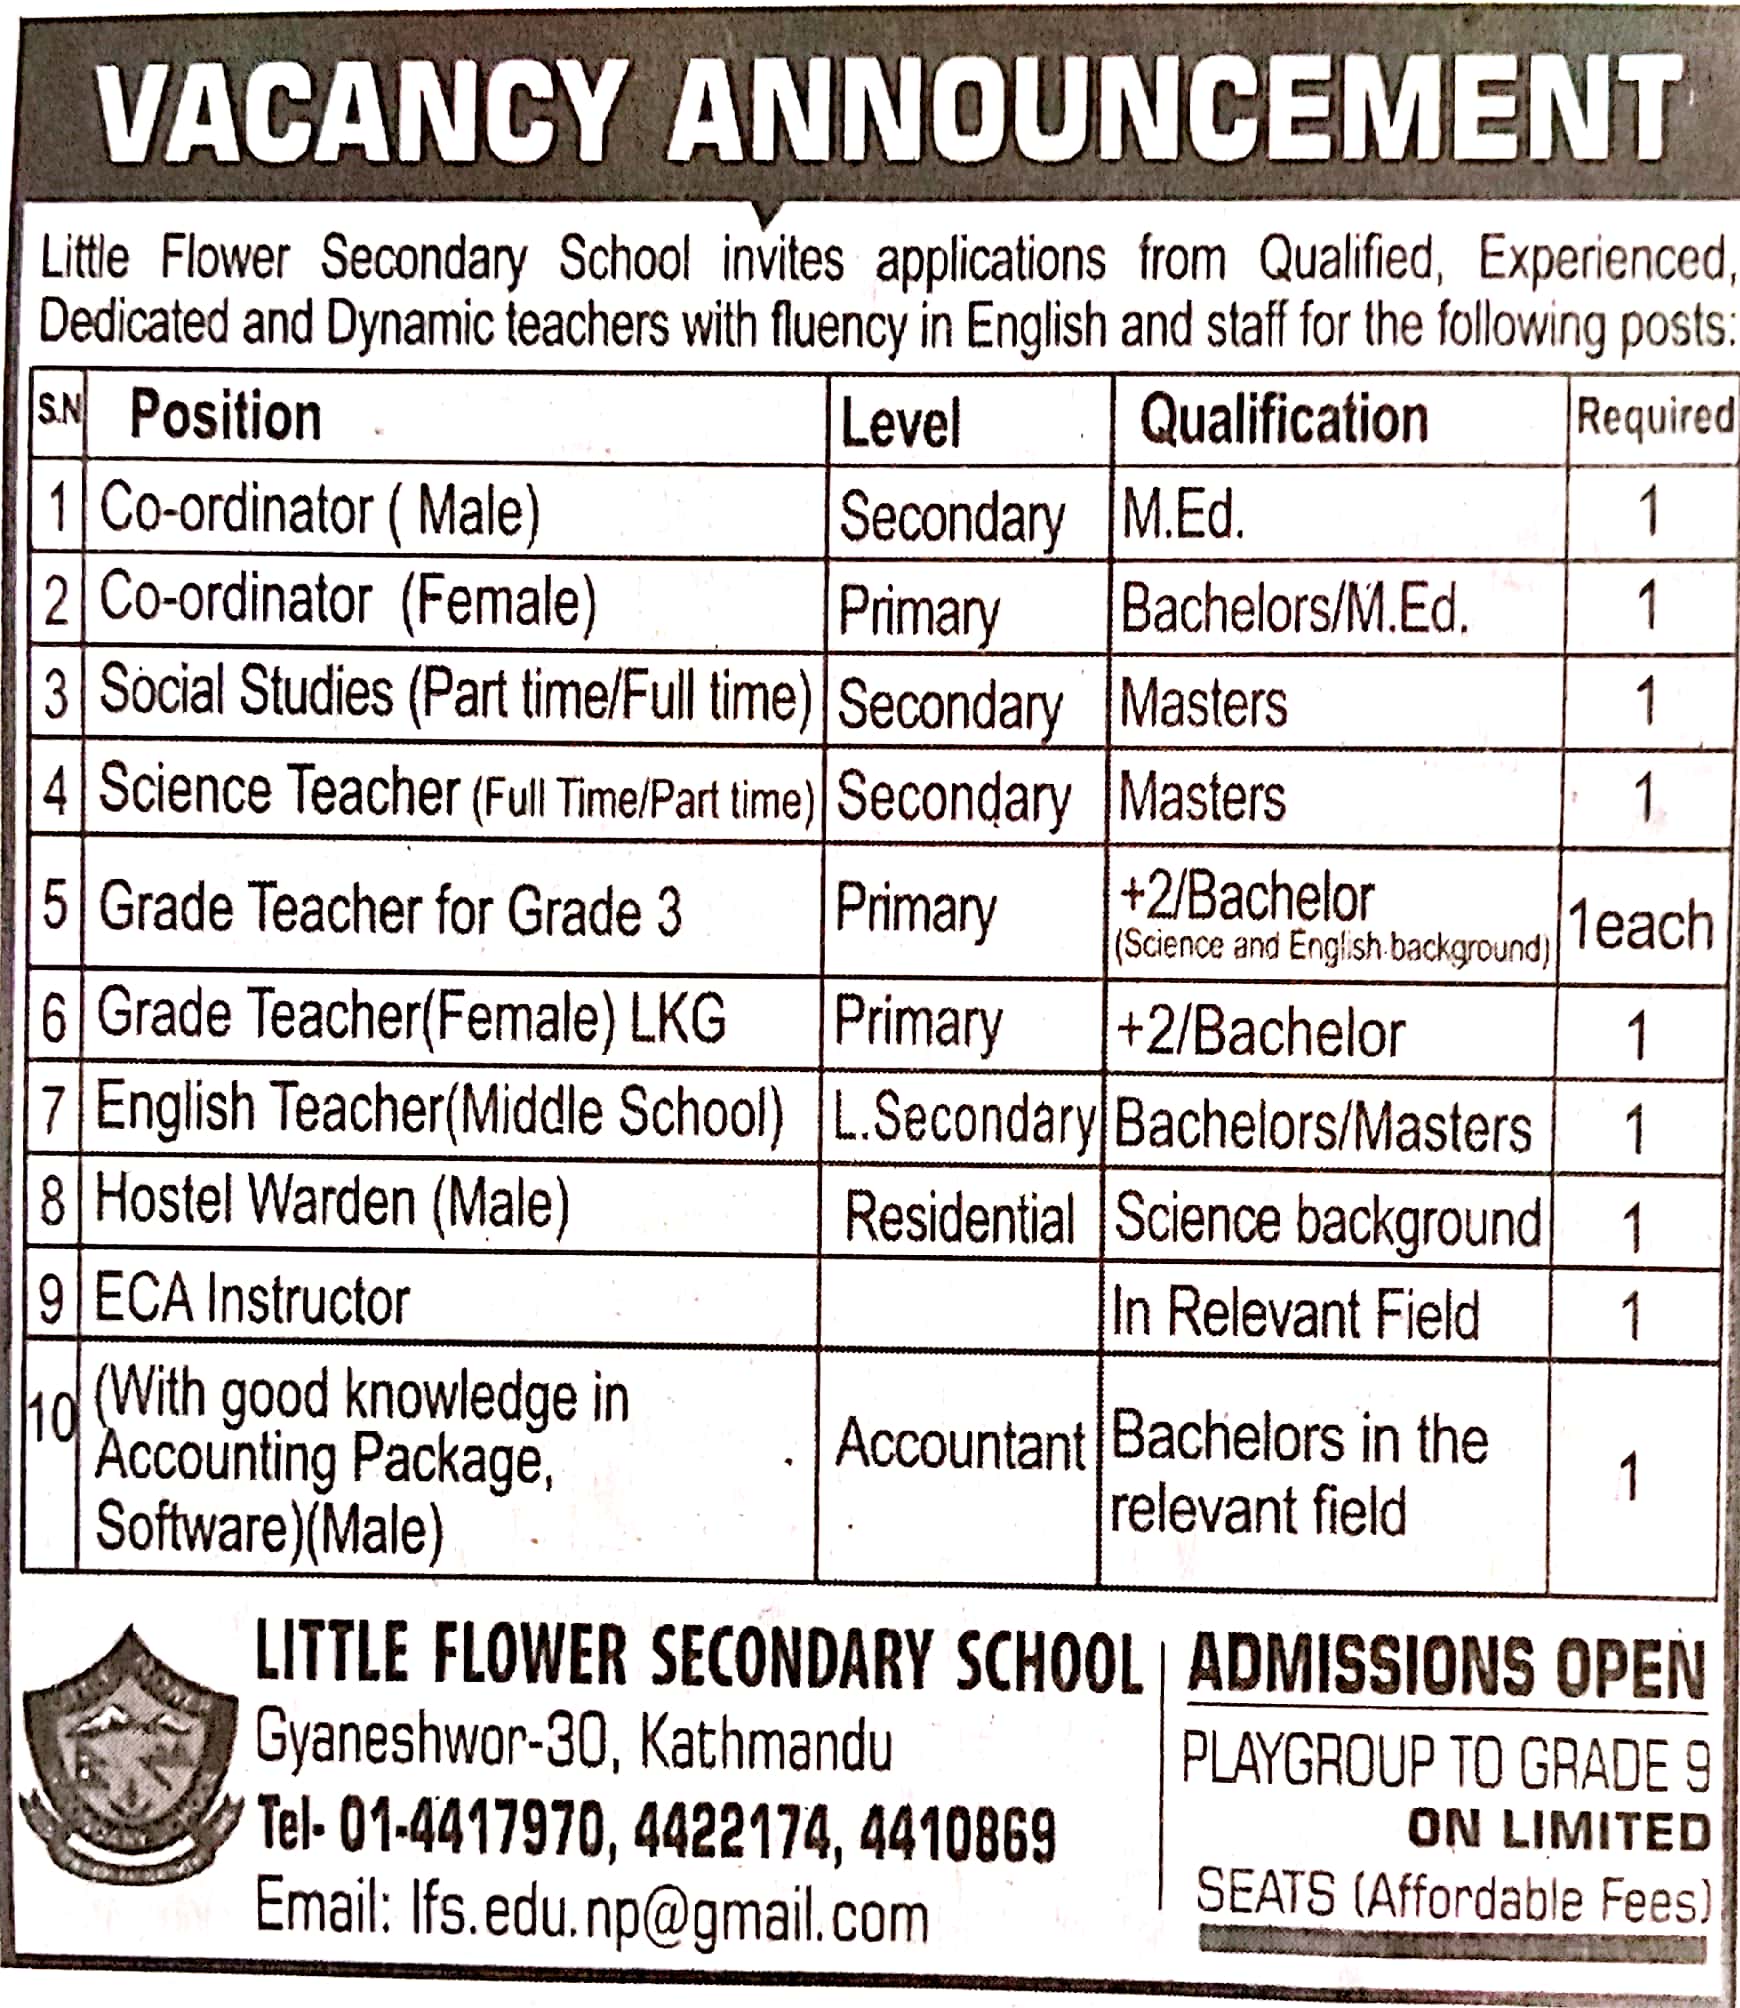 VACANCY ANNOUNCEMENT
Little Flower Secondary School invites applications from Qualified, Experienced,
Dedicated and Dynamic teachers with fluency in English and staff for the following posts:
S.N Position Level Qualification Required
1 Co-ordinator ( Male) Secondary M.Ed. 1
2 Co-ordinator (Female) Primary Bachelors/M.Ed. 1
3 Social Studies (Part time/Full time) Secondary Masters 1
4 Science Teacher (Full Time/Part time) Secondary Masters 1
5 Grade Teacher for Grade 3 Primary +2/Bachelor 1each
(Science and English background)
6 Grade Teacher(Female) LKG Primary +2/Bachelor 1
7 English Teacher(Middle School) L.Secondary Bachelors/Masters 1
8 Hostel Warden (Male) Residential Science background 1
9 ECA Instructor In Relevant Field 1
10 (With good knowledge in
Accounting Package,
Software)(Male)
Accountant
Bachelors in the
relevant field
1
LITTLE FLOWER SECONDARY SCHOOL
Gyaneshwor-30, Kathmandu
Tel- 01-4417970, 4422174, 4410869
Email: lfs.edu.np@gmail.com
ADMISSIONS OPEN
PLAYGROUP TO GRADE 9
ON LIMITED
SEATS (Affordable Fees)